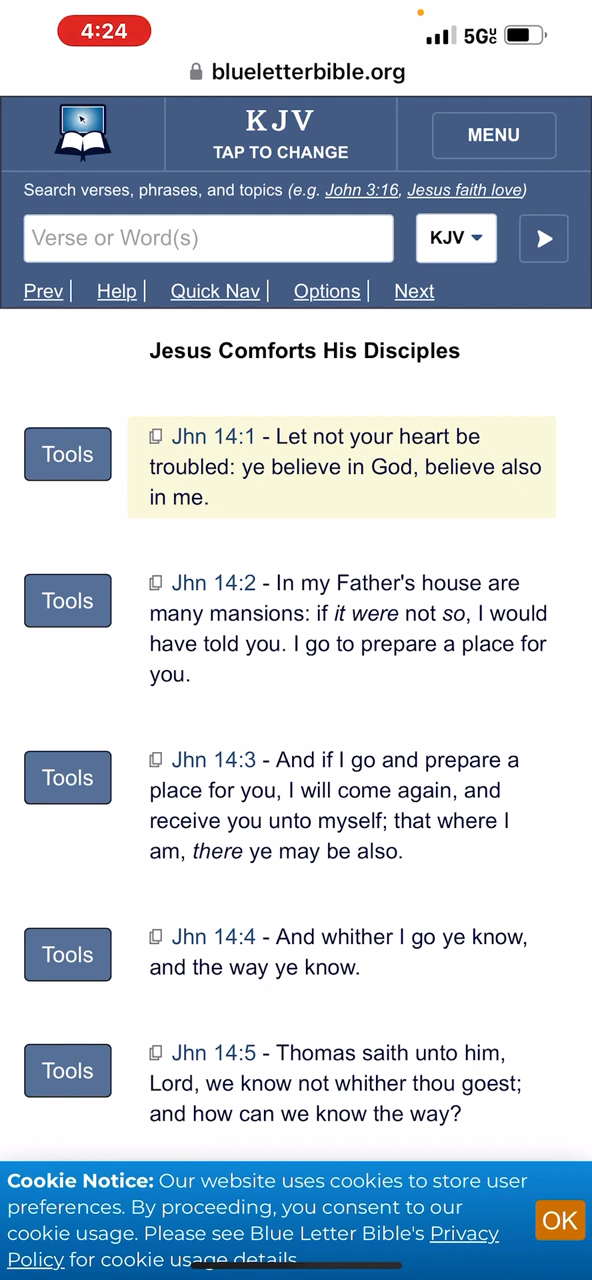 4:24
5G
blueletterbible.org
KJV
TAP TO CHANGE
MENU
Search verses, phrases, and topics (e.g. John 3:16, Jesus faith love)
Verse or Word(s)
KJV
Prev | Help | Quick Nav | Options | Next
Jesus Comforts His Disciples
Tools
Jhn 14:1 - Let not your heart be
troubled: ye believe in God, believe also
in me.
Tools
Jhn 14:2 - In my Father's house are
many mansions: if it were not so, I would
have told you. I go to prepare a place for
you.
Tools
Jhn 14:3 - And if I go and prepare a
place for you, I will come again, and
receive you unto myself; that where I
am, there ye may be also.
Tools
Jhn 14:4 - And whither I go ye know,
and the way ye know.
Tools
Jhn 14:5 - Thomas saith unto him,
Lord, we know not whither thou goest;
and how can we know the way?
Cookie Notice: Our website uses cookies to store user
preferences. By proceeding, you consent to our
cookie usage. Please see Blue Letter Bible's Privacy
Policy for cookie usage details.
OK